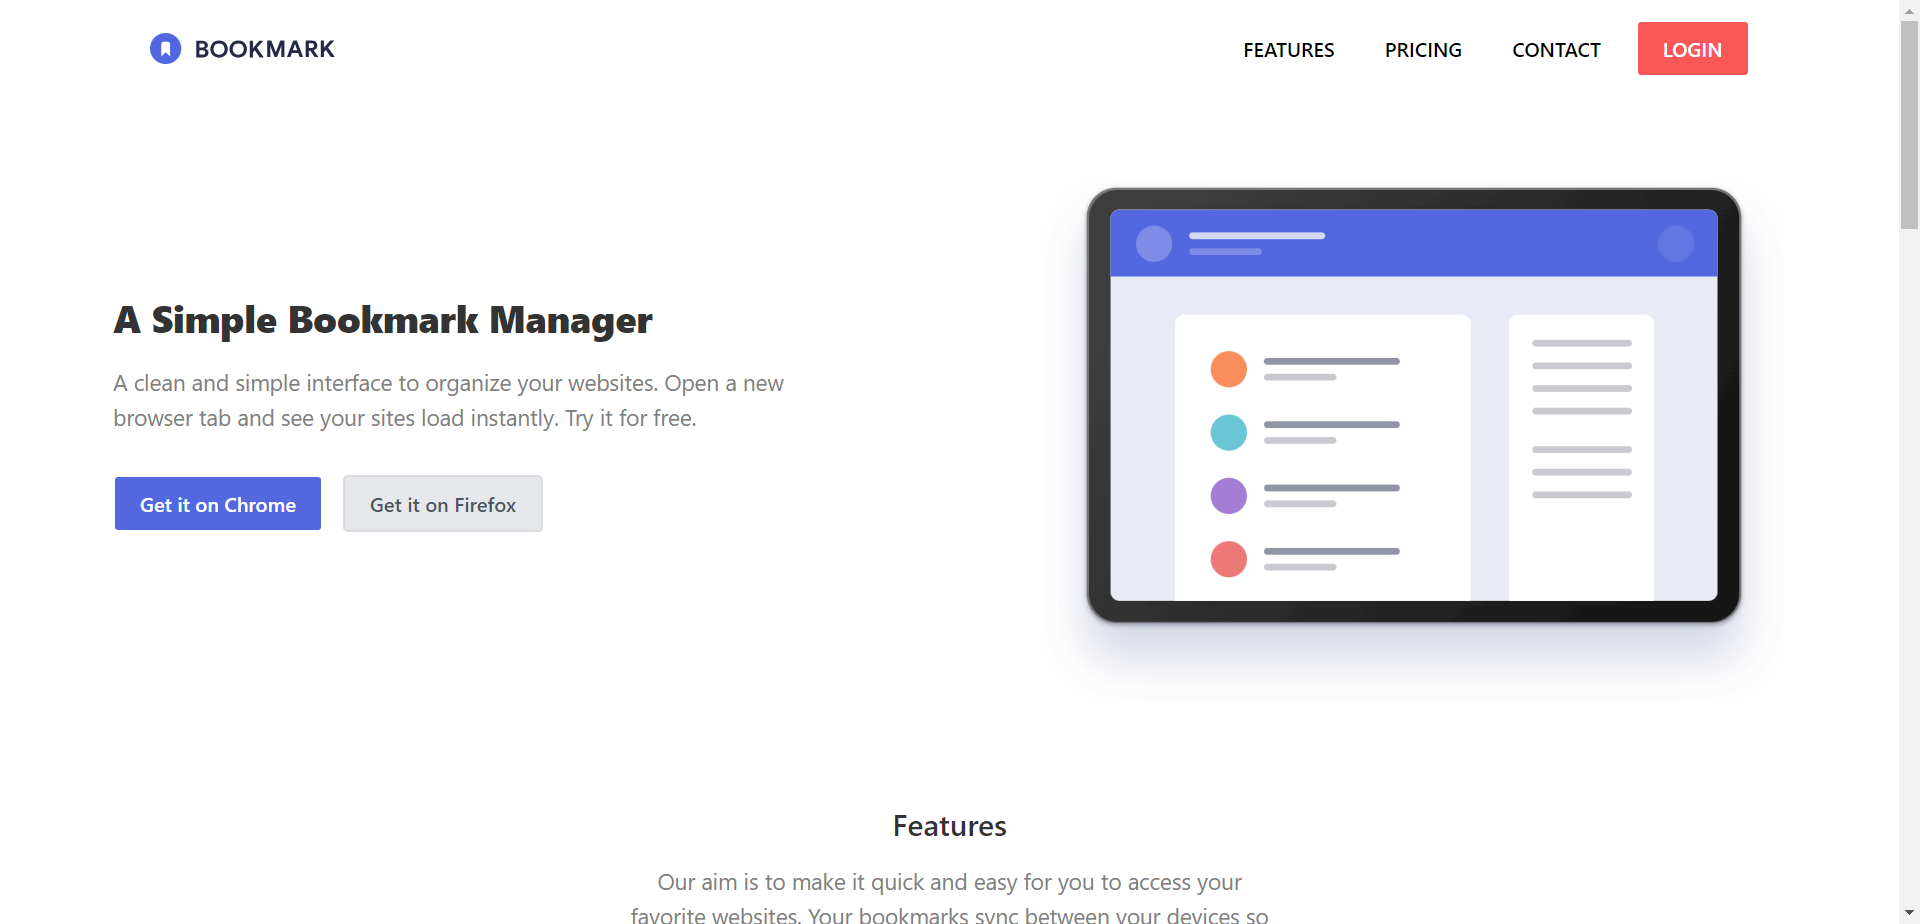 BOOKMARK
FEATURES
PRICING
CONTACT
LOGIN
A Simple Bookmark Manager
A clean and simple interface to organize your websites. Open a new
browser tab and see your sites load instantly. Try it for free.
Get it on Chrome
Get it on Firefox
Features
Our aim is to make it quick and easy for you to access your
favorite websites. Your bookmarks sync between your devices so